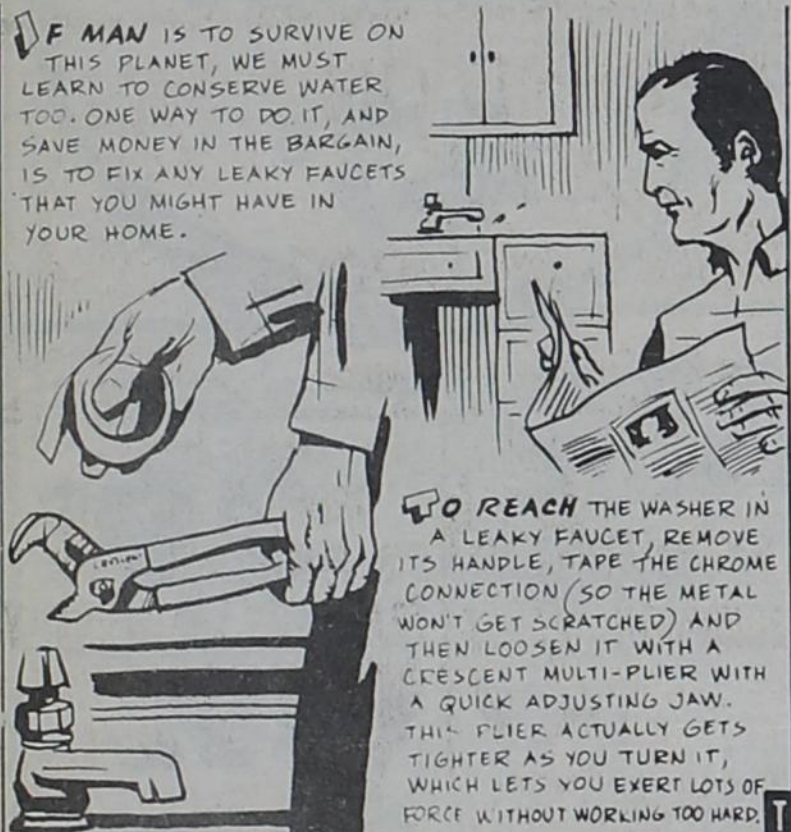 IF MAN IS TO SURVIVE ON
THIS PLANET, WE MUST
LEARN TO CONSERVE WATER
TOO. ONE WAY TO DO IT, AND
SAVE MONEY IN THE BARGAIN,
IS TO FIX ANY LEAKY FAUCETS
THAT YOU MIGHT HAVE IN
YOUR HOME.
CRESCENT
TO REACH THE WASHER IN
A LEAKY FAUCET, REMOVE
ITS HANDLE, TAPE THE CHROME
CONNECTION (SO THE METAL
WON'T GET SCRATCHED) AND
THEN LOOSEN IT WITH A
CRESCENT MULTI-PLIER WITH
A QUICK ADJUSTING JAW.
THIS PLIER ACTUALLY GETS
TIGHTER AS YOU TURN IT,
WHICH LETS YOU EXERT LOTS OF
FORCE WITHOUT WORKING TOO HARD.
T